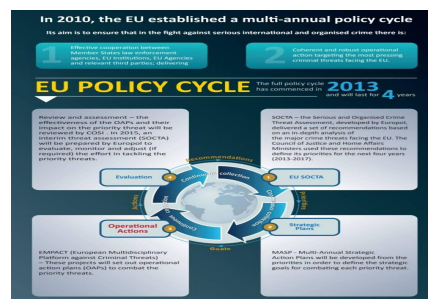 In 2010, the EU established a multi-annual policy cycle
Its aim is to ensure that in the fight against serious international and organised crime there is:
1
Effective cooperation between
Member States law enforcement
agencies, EU Institutions, EU Agencies
and relevant third parties; delivering
2
Coherent and robust operational
action targeting the most pressing
criminal threats facing the EU.
EU POLICY CYCLE
The full policy cycle
has commenced in
2013
and will last for 4 years
Review and assessment – the
effectiveness of the OAPs and their
impact on the priority threat will be
reviewed by COSI. In 2015, an
interim threat assessment (SOCTA)
will be prepared by Europol to
evaluate, monitor and adjust (if
required) the effort in tackling the
priority threats.
SOCTA – the Serious and Organised Crime
Threat Assessment, developed by Europol,
delivered a set of recommendations based
on an in-depth analysis of
the major crime threats facing the EU. The
Council of Justice and Home Affairs
Ministers used these recommendations to
define its priorities for the next four years
(2013-2017).
Recommendations
Evaluation
4
1
EU SOCTA
Actions
Operational
Actions
3
2
Strategic
Plans
Goals
EMPACT (European Multidisciplinary
Platform against Criminal Threats)
– These projects will set out operational
action plans (OAPs) to combat the
priority threats.
MASP - Multi-Annual Strategic
Action Plans will be developed from the
priorities in order to define the strategic
goals for combating each priority threat.